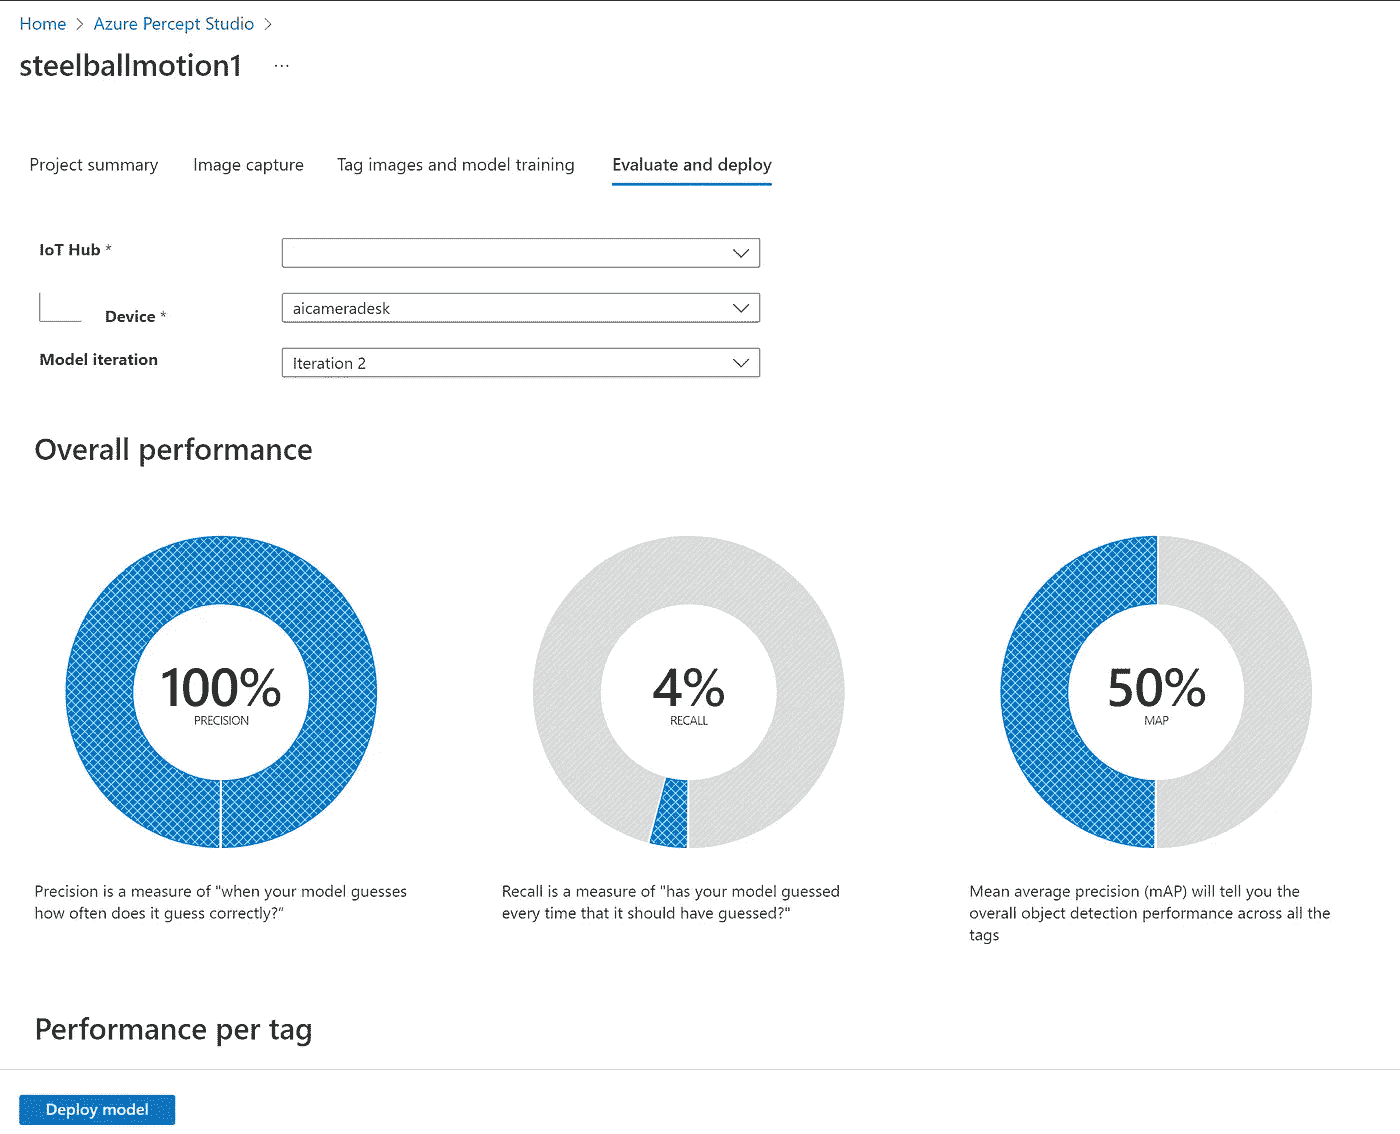 Home > Azure Percept Studio >
steelballmotion1 ...
Project summary Image capture Tag images and model training Evaluate and deploy
IoT Hub *
Device * aicameradesk
Model iteration Iteration 2
Overall performance
100% 4% 50%
PRECISION RECALL MAP
Precision is a measure of "when your model guesses
how often does it guess correctly?"
Recall is a measure of "has your model guessed
every time that it should have guessed?"
Mean average precision (mAP) will tell you the
overall object detection performance across all the
tags
Performance per tag
Deploy model